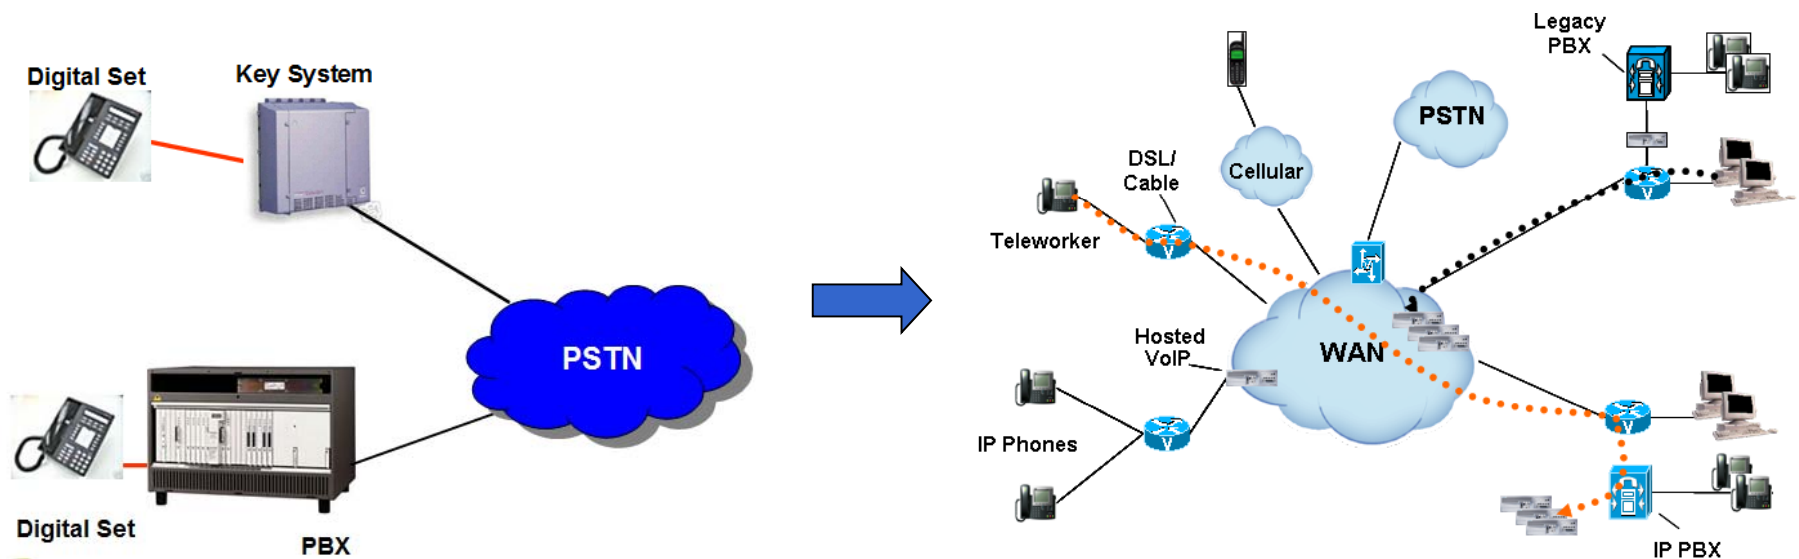 Digital Set
Key System
PSTN
Digital Set
PBX
Legacy
PBX
PSTN
DSL/
Cable
Cellular
Teleworker
V
V
Hosted
VoIP
WAN
IP Phones
V
V
IP PBX